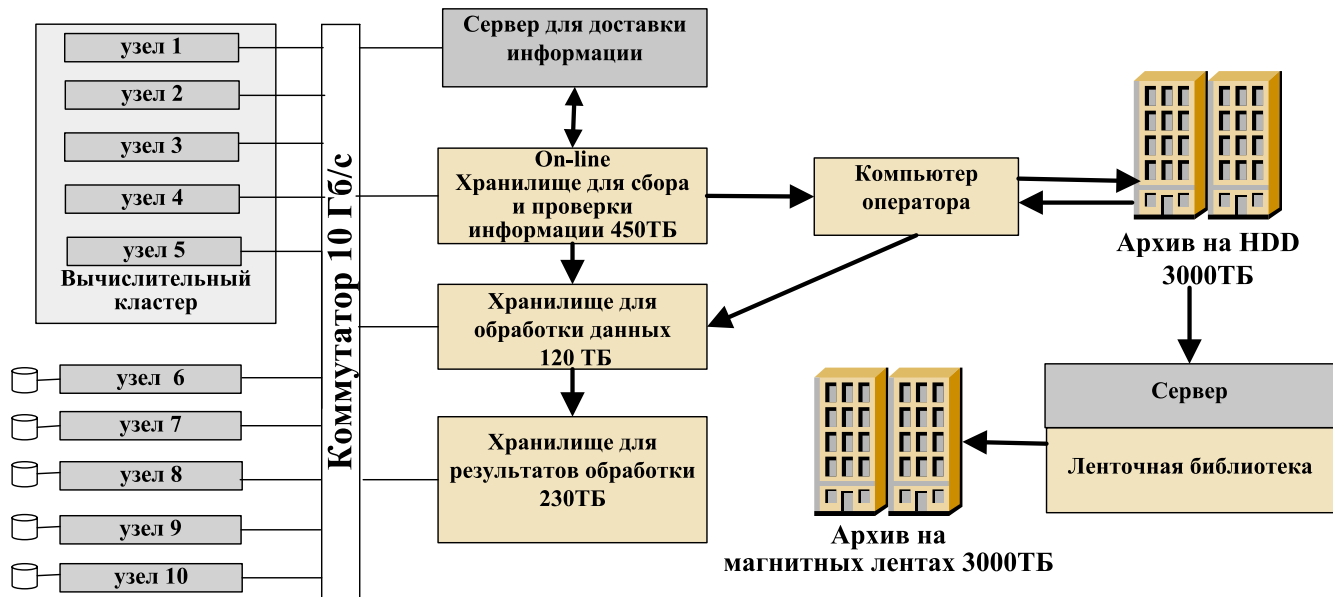 узел 1
узел 2
узел 3
узел 4
узел 5
Вычислительный
кластер
узел 6
узел 7
узел 8
узел 9
узел 10
Коммутатор 10 Гб/с
Сервер для доставки
информации
On-line
Хранилище для сбора
и проверки
информации 450ТБ
Хранилище для
обработки данных
120 ТБ
Хранилище для
результатов обработки
230ТБ
Компьютер
оператора
Архив на HDD
3000ТБ
Сервер
Ленточная библиотека
Архив на
магнитных лентах 3000ТБ